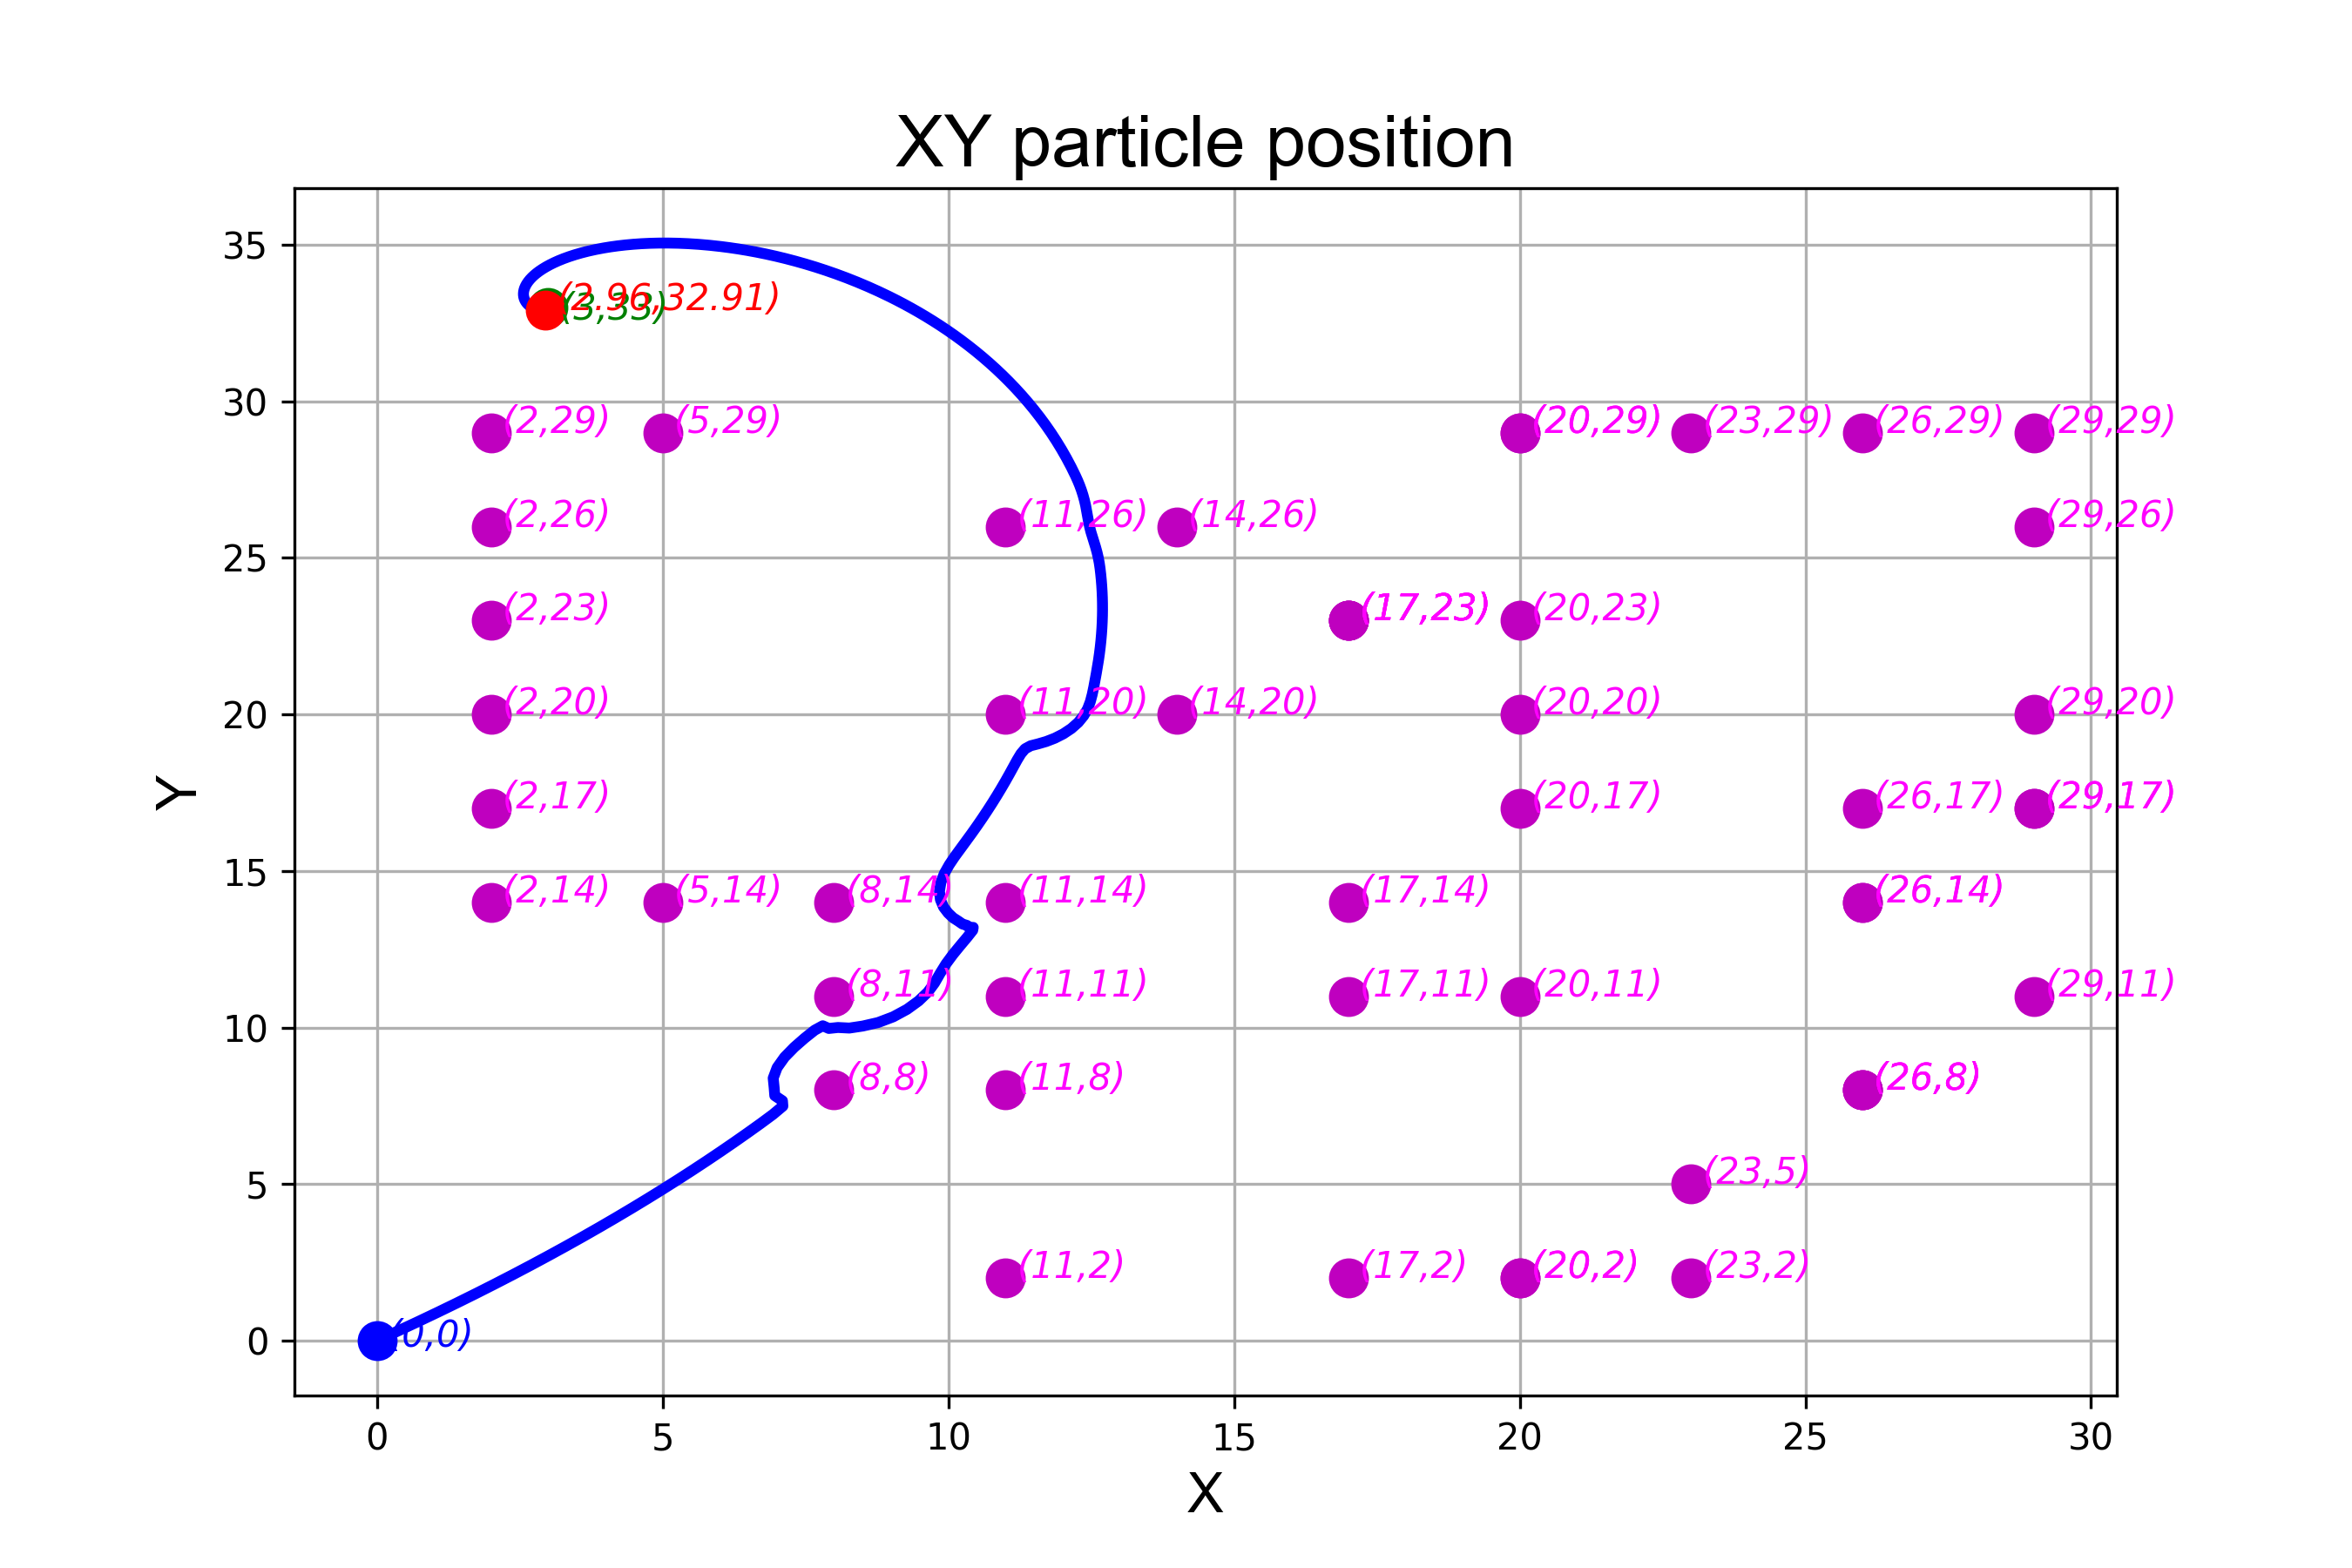 XY particle position
35
(2.96,32.91)
(3,33)
30
(2,29) (5,29) (20,29) (23,29) (26,29) (29,29)
(2,26) (11,26) (14,26) (29,26)
25
(2,23) (17,23) (20,23)
20
(2,20) (11,20) (14,20) (20,20) (29,20)
Y
(2,17) (20,17) (26,17) (29,17)
15
(2,14) (5,14) (8,14) (11,14) (17,14) (26,14)
(8,11) (11,11) (17,11) (20,11) (29,11)
10
(8,8) (11,8) (26,8)
5
(23,5)
(11,2) (17,2) (20,2) (23,2)
0
(0,0)
0 5 10 15 20 25 30
X